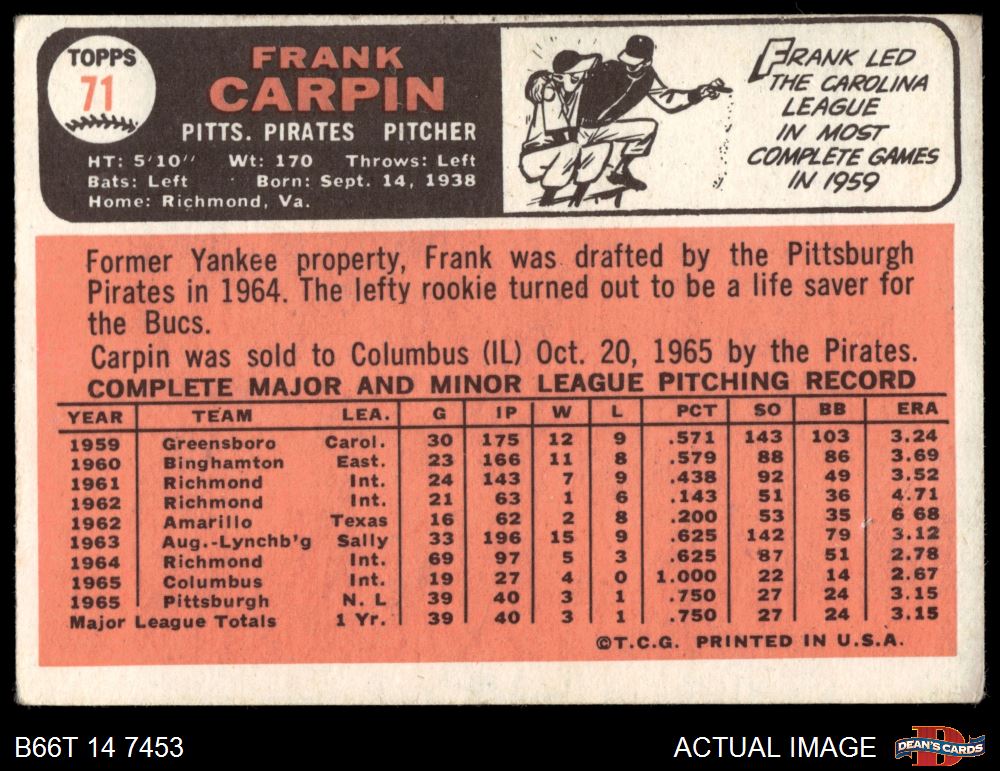 TOPPS
71
FRANK
CARPIN
PITTS. PIRATES PITCHER
HT: 5'10" Wt: 170 Throws: Left
Bats: Left Born: Sept. 14, 1938
Home: Richmond, Va.
FRANK LED
THE CAROLINA
LEAGUE
IN MOST
COMPLETE GAMES
IN 1959
Former Yankee property, Frank was drafted by the Pittsburgh
Pirates in 1964. The lefty rookie turned out to be a life saver for
the Bucs.
Carpin was sold to Columbus (IL) Oct. 20, 1965 by the Pirates.
COMPLETE MAJOR AND MINOR LEAGUE PITCHING RECORD
YEAR TEAM LEA. G IP W L PCT SO BB ERA
1959 Greensboro Carol. 30 175 12 9 .571 143 103 3.24
1960 Binghamton East. 23 166 11 8 .579 88 86 3.69
1961 Richmond Int. 24 143 7 9 .438 92 49 3.52
1962 Richmond Int. 21 63 1 6 .143 51 36 4.71
1962 Amarillo Texas 16 62 2 8 .200 53 35 6 68
1963 Aug.-Lynchb'g Sally 33 196 15 9 .625 142 79 3.12
1964 Richmond Int. 69 97 5 3 .625 87 51 2.78
1965 Columbus Int. 19 27 4 0 1.000 22 14 2.67
1965 Pittsburgh N. L 39 40 3 1 .750 27 24 3.15
Major League Totals 1 Yr. 39 40 3 1 .750 27 24 3.15
©T.C.G. PRINTED IN U.S.A.
B66T 14 7453
ACTUAL IMAGE
D
DEAN'S CARDS